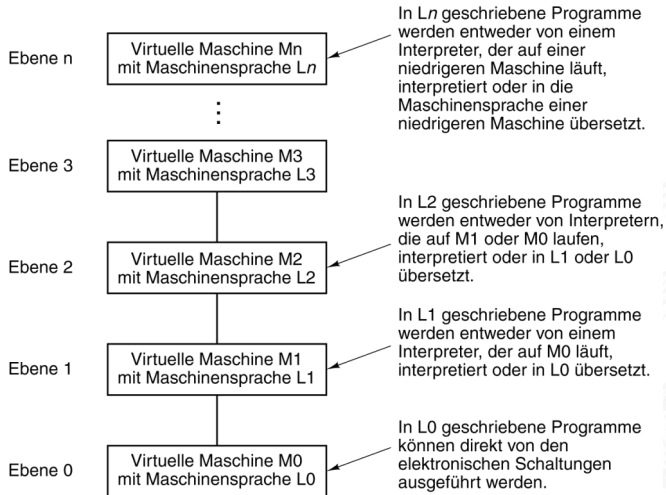 Ebene n
Virtuelle Maschine Mn
mit Maschinensprache Ln
In Ln geschriebene Programme
werden entweder von einem
Interpreter, der auf einer
niedrigeren Maschine läuft,
interpretiert oder in die
Maschinensprache einer
niedrigeren Maschine übersetzt.
Ebene 3
Virtuelle Maschine M3
mit Maschinensprache L3
Ebene 2
Virtuelle Maschine M2
mit Maschinensprache L2
In L2 geschriebene Programme
werden entweder von Interpretern,
die auf M1 oder M0 laufen,
interpretiert oder in L1 oder L0
übersetzt.
Ebene 1
Virtuelle Maschine M1
mit Maschinensprache L1
In L1 geschriebene Programme
werden entweder von einem
Interpreter, der auf M0 läuft,
interpretiert oder in L0 übersetzt.
Ebene 0
Virtuelle Maschine M0
mit Maschinensprache L0
In L0 geschriebene Programme
können direkt von den
elektronischen Schaltungen
ausgeführt werden.